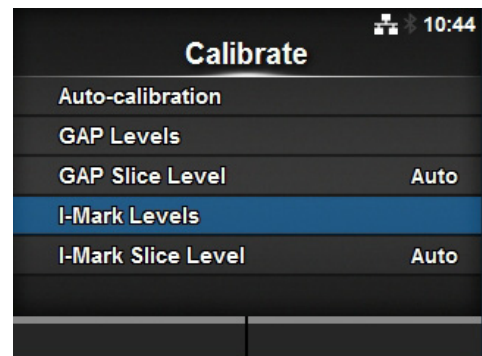 10:44
Calibrate
Auto-calibration
GAP Levels
GAP Slice Level Auto
I-Mark Levels
I-Mark Slice Level Auto